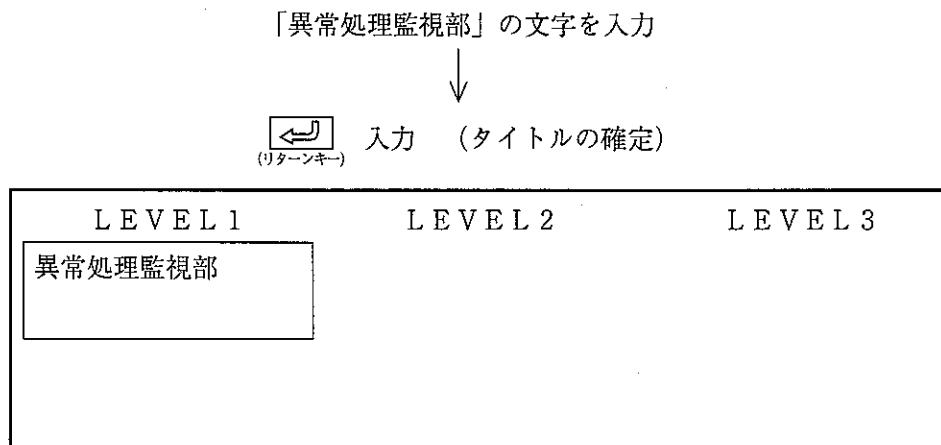 「異常処理監視部」の文字を入力
入力 (タイトルの確定)
(リターンキー)
LEVEL1 LEVEL2 LEVEL3
異常処理監視部